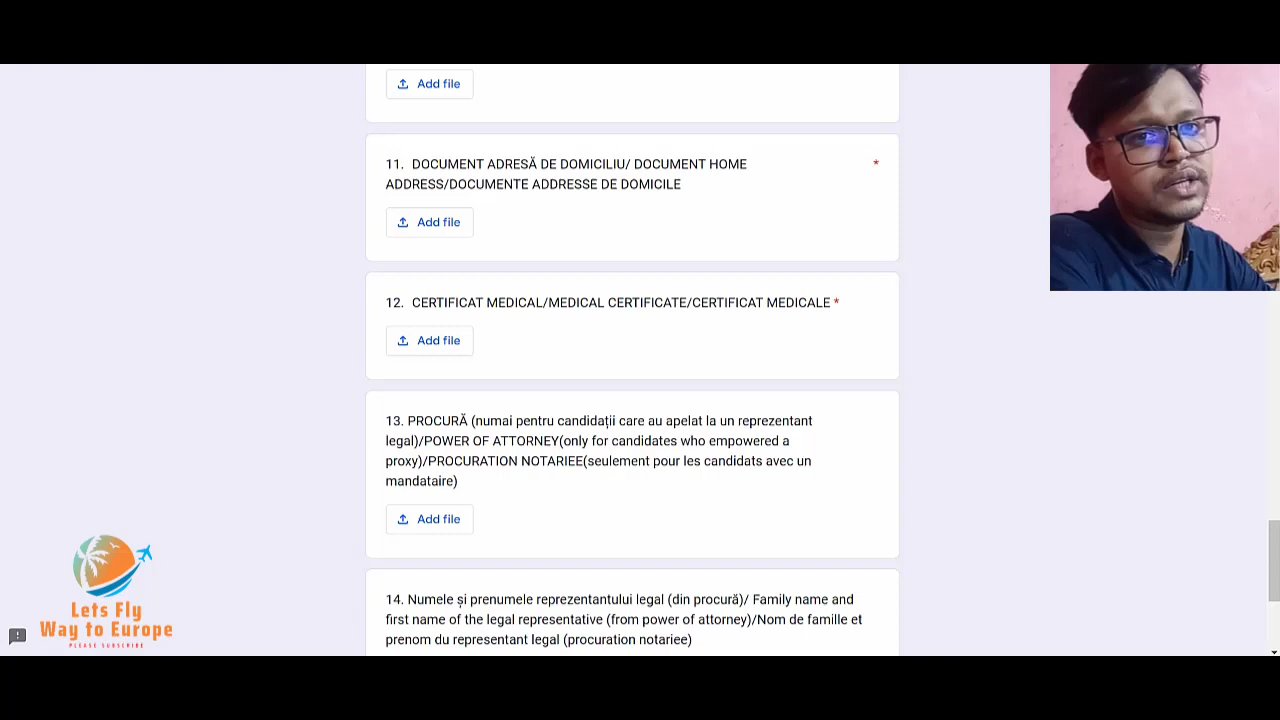 Add file
11. DOCUMENT ADRESĂ DE DOMICILIU/ DOCUMENT HOME *
ADDRESS/DOCUMENTE ADDRESSE DE DOMICILE
Add file
12. CERTIFICAT MEDICAL/MEDICAL CERTIFICATE/CERTIFICAT MEDICALE *
Add file
13. PROCURĂ (numai pentru candidații care au apelat la un reprezentant
legal)/POWER OF ATTORNEY(only for candidates who empowered a
proxy)/PROCURATION NOTARIEE(seulement pour les candidats avec un
mandataire)
Add file
14. Numele și prenumele reprezentantului legal (din procură)/ Family name and
first name of the legal representative (from power of attorney)/Nom de famille et
prenom du representant legal (procuration notariee)
Lets Fly
Way to Europe
PLEASE SUBSCRIBE